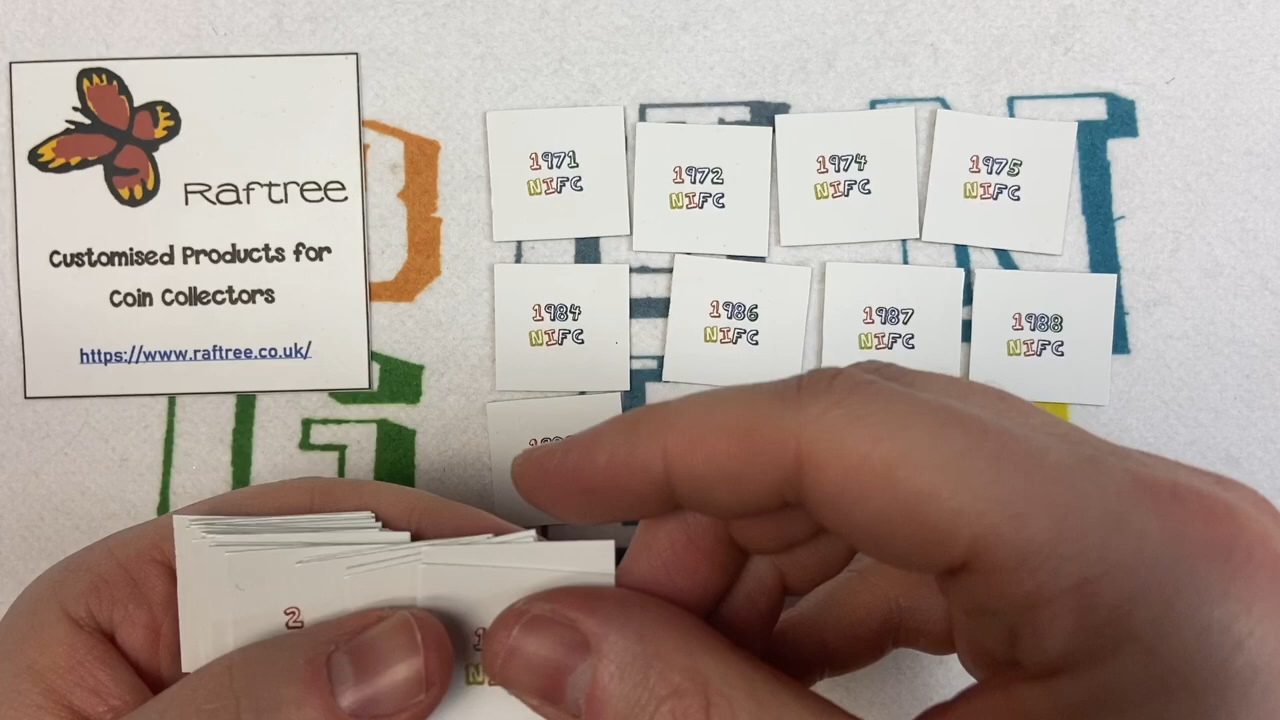 Raftree
Customised Products for
Coin Collectors
https://www.raftree.co.uk/
1971
NIFC
1972
NIFC
1974
NIFC
1975
NIFC
1984
NIFC
1986
NIFC
1987
NIFC
1988
NIFC
2